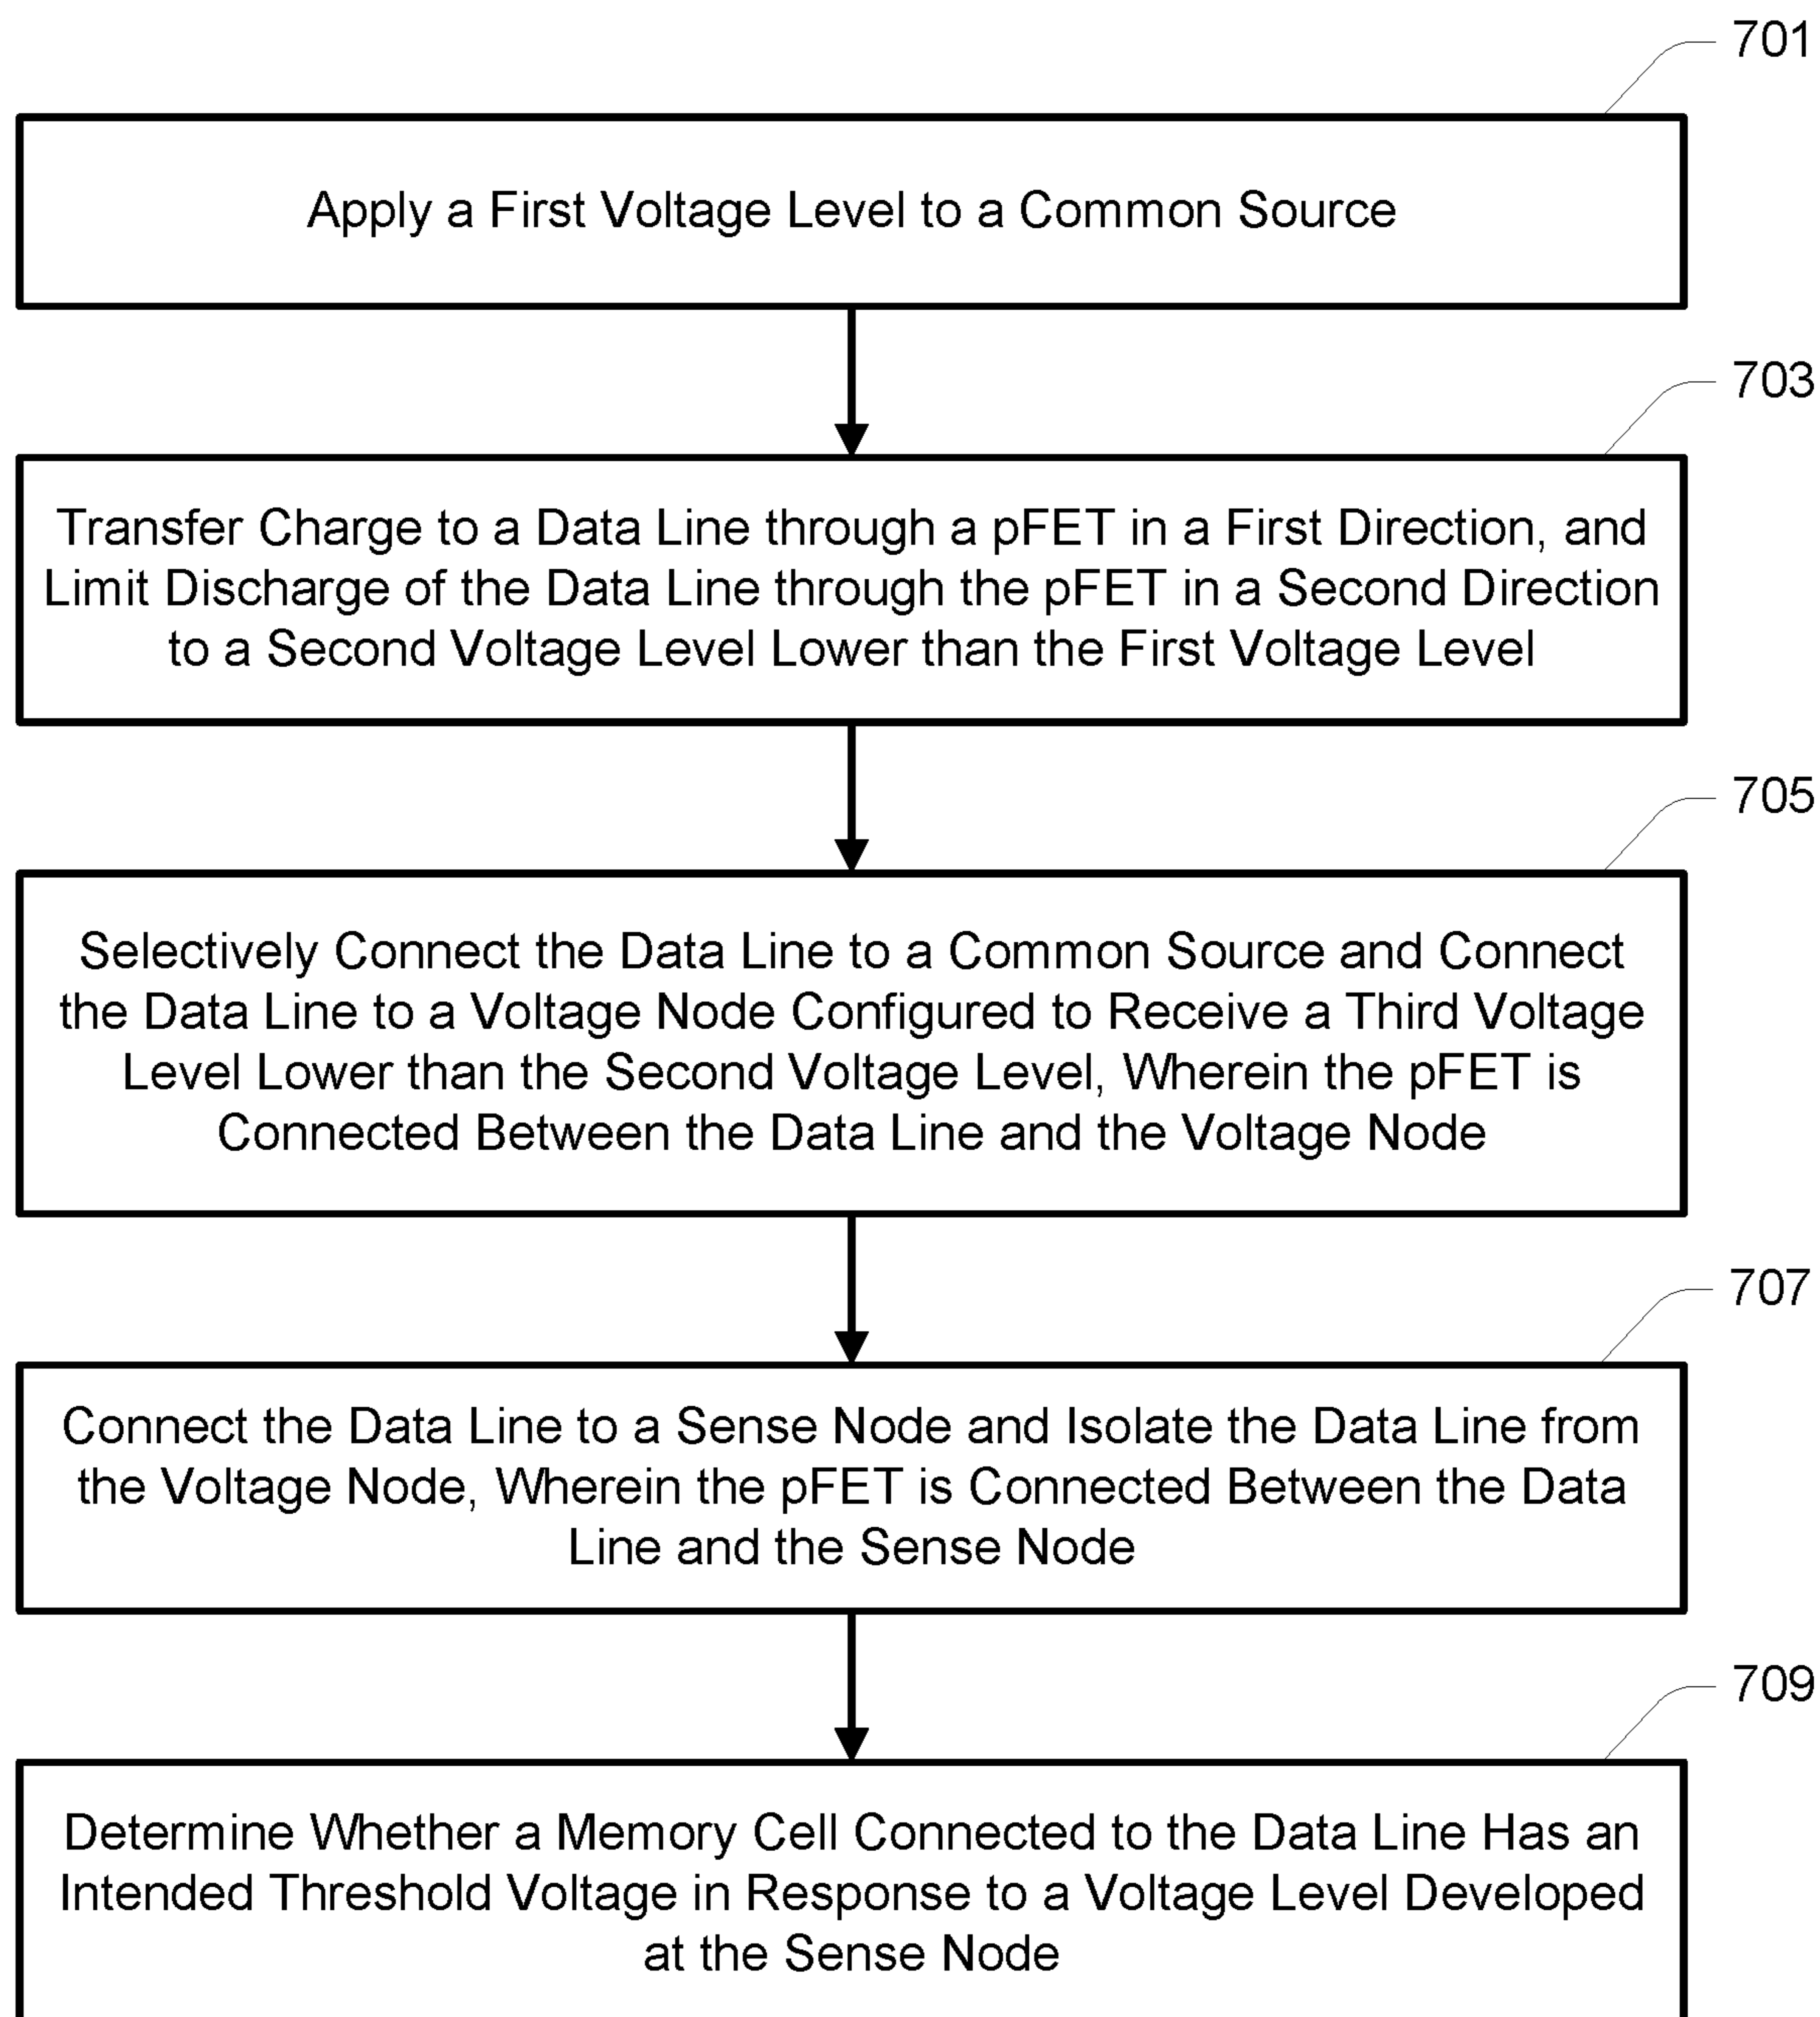 701
Apply a First Voltage Level to a Common Source
703
Transfer Charge to a Data Line through a pFET in a First Direction, and
Limit Discharge of the Data Line through the pFET in a Second Direction
to a Second Voltage Level Lower than the First Voltage Level
705
Selectively Connect the Data Line to a Common Source and Connect
the Data Line to a Voltage Node Configured to Receive a Third Voltage
Level Lower than the Second Voltage Level, Wherein the pFET is
Connected Between the Data Line and the Voltage Node
707
Connect the Data Line to a Sense Node and Isolate the Data Line from
the Voltage Node, Wherein the pFET is Connected Between the Data
Line and the Sense Node
709
Determine Whether a Memory Cell Connected to the Data Line Has an
Intended Threshold Voltage in Response to a Voltage Level Developed
at the Sense Node